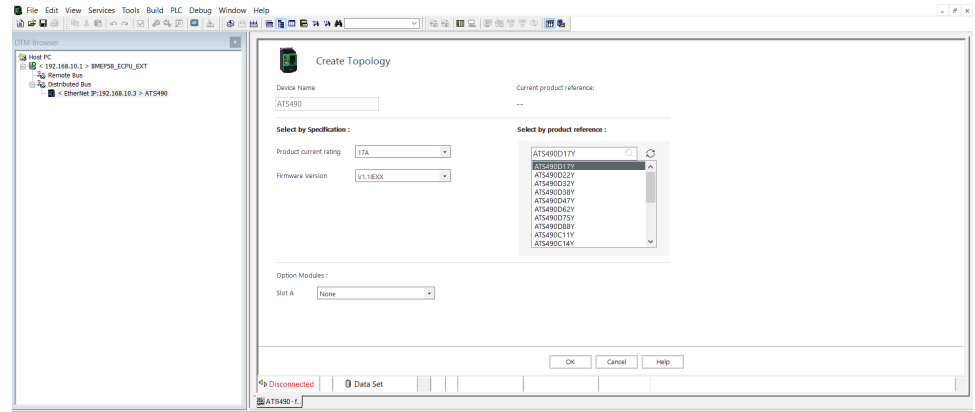 File Edit View Services Tools Build PLC Debug Window Help
DTM Browser
Host PC
< 192.168.10.1 > BMEP58_ECPU_EXT
Remote Bus
Distributed Bus
< EtherNet IP:192.168.10.3 > ATS490
Create Topology
Device Name
Current product reference:
ATS490
---
Select by Specification :
Select by product reference :
Product current rating
17A
ATS490D17Y
Firmware Version
V1.1IEXX
ATS490D17Y
ATS490D22Y
ATS490D32Y
ATS490D38Y
ATS490D47Y
ATS490D62Y
ATS490D75Y
ATS490D88Y
ATS490C11Y
ATS490C14Y
Option Modules :
Slot A
None
OK
Cancel
Help
Disconnected
Data Set
ATS490 - f...